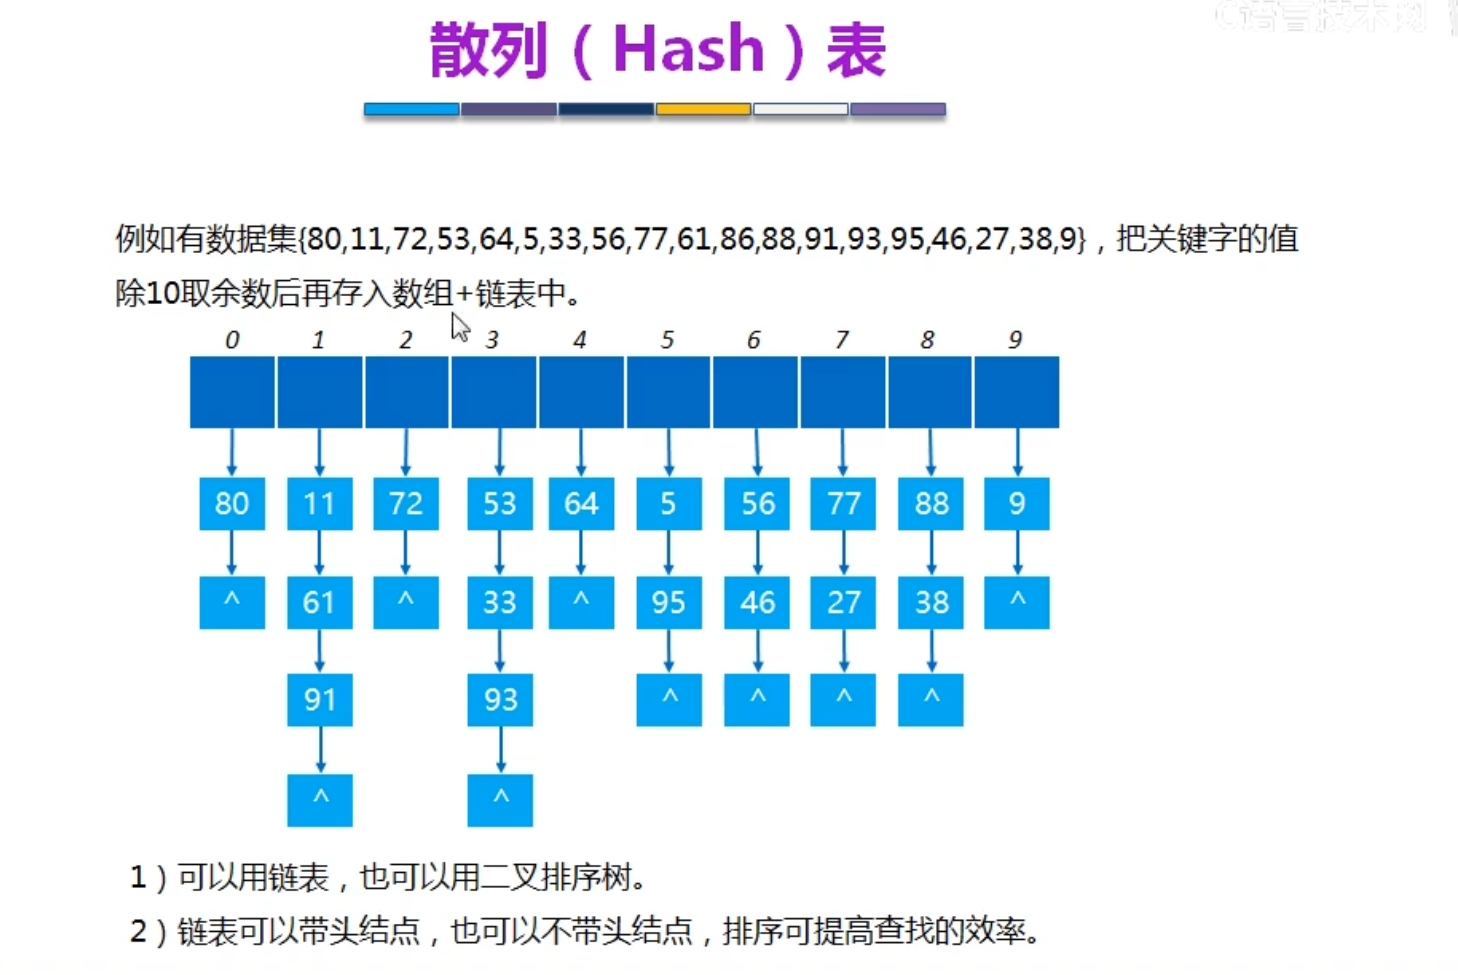 C语言技术网
散列（Hash）表
例如有数据集{80,11,72,53,64,5,33,56,77,61,86,88,91,93,95,46,27,38,9}，把关键字的值
除10取余数后再存入数组+链表中。
0 1 2 3 4 5 6 7 8 9
80 11 72 53 64 5 56 77 88 9
^ 61 ^ 33 ^ 95 46 27 38 ^
91 93 ^ ^ ^ ^
^ ^
1）可以用链表，也可以用二叉排序树。
2）链表可以带头结点，也可以不带头结点，排序可提高查找的效率。